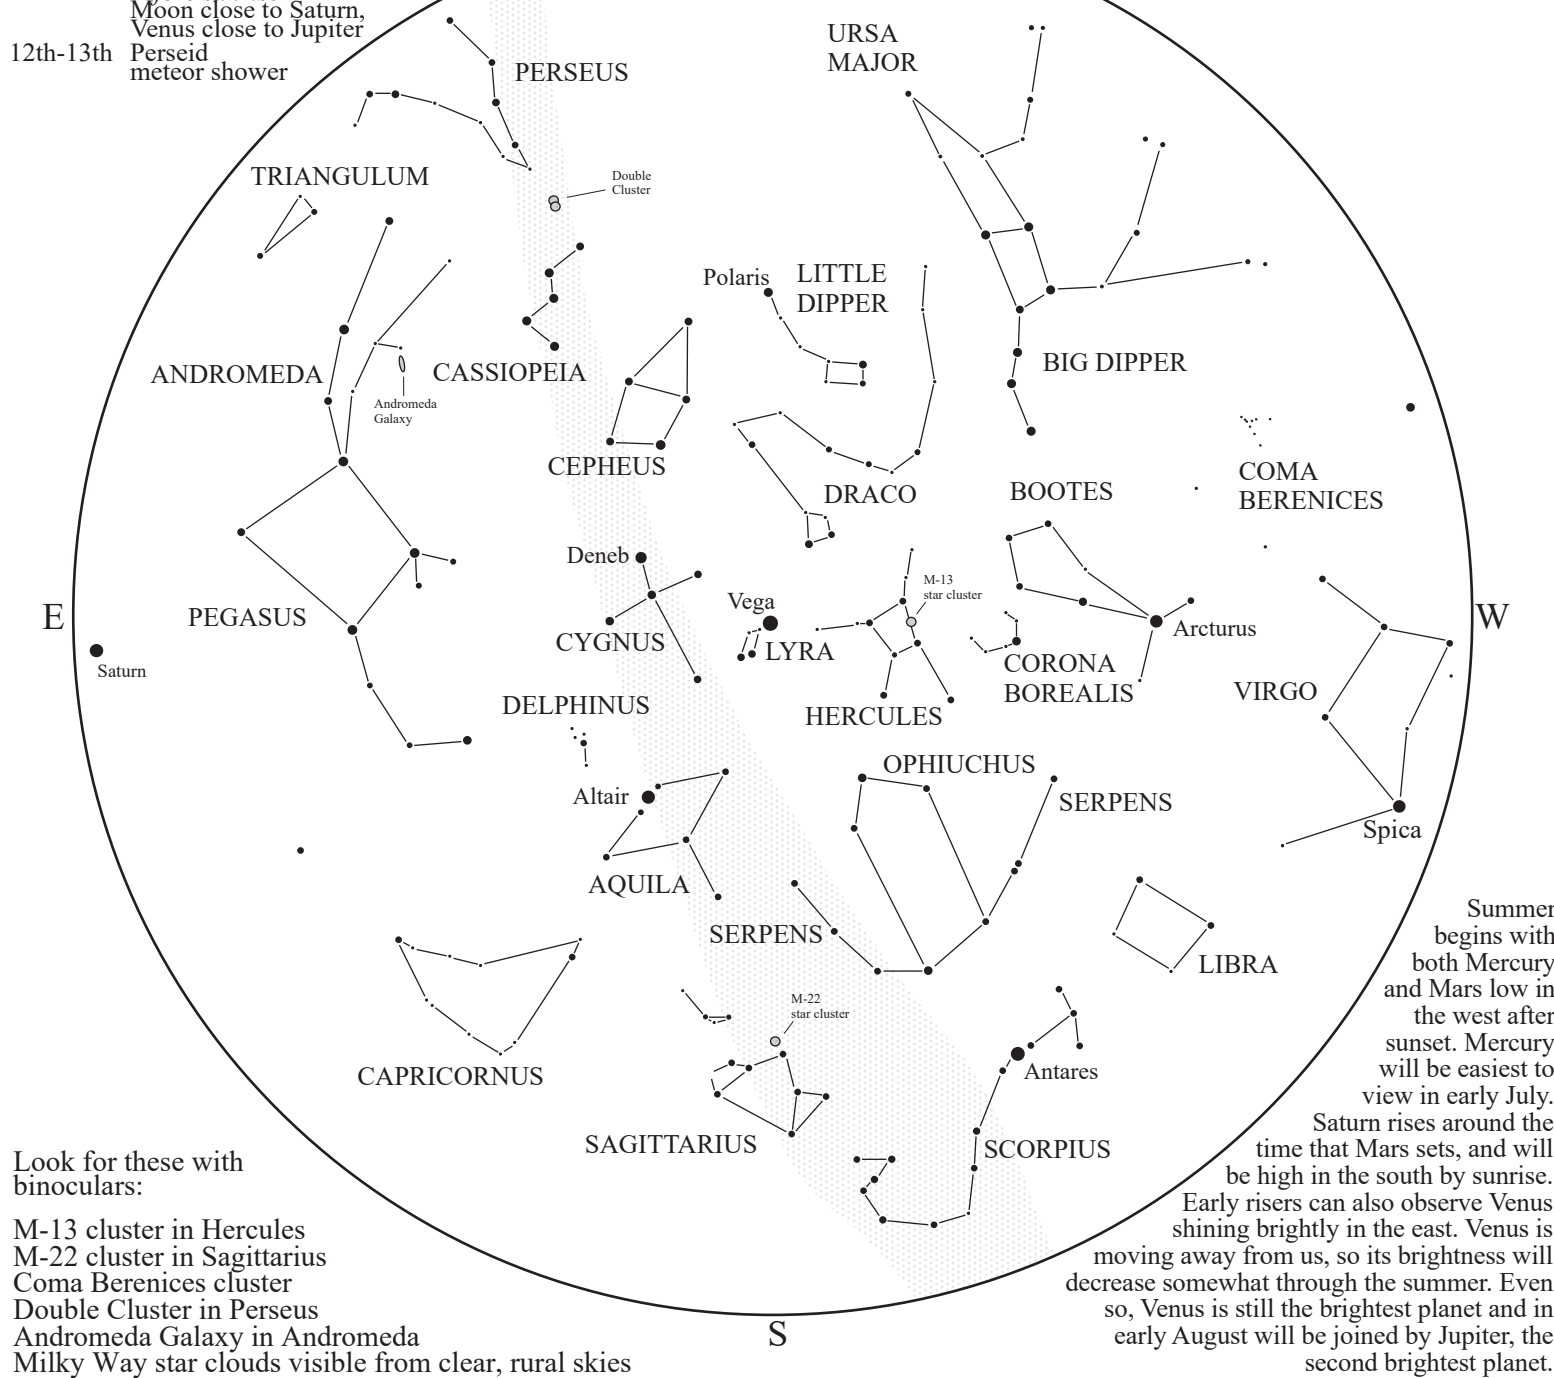 Moon close to Saturn,
Venus close to Jupiter
12th-13th Perseid
meteor shower
PERSEUS
URSA
MAJOR
TRIANGULUM
Double
Cluster
Polaris
LITTLE
DIPPER
ANDROMEDA
Andromeda
Galaxy
CASSIOPEIA
BIG DIPPER
CEPHEUS
DRACO
BOOTES
COMA
BERENICES
E
Saturn
PEGASUS
Deneb
CYGNUS
Vega
LYRA
M-13
star cluster
HERCULES
CORONA
BOREALIS
Arcturus
W
VIRGO
Spica
DELPHINUS
Altair
AQUILA
OPHIUCHUS
SERPENS
SERPENS
LIBRA
CAPRICORNUS
M-22
star cluster
SAGITTARIUS
Antares
SCORPIUS
S
Look for these with
binoculars:
M-13 cluster in Hercules
M-22 cluster in Sagittarius
Coma Berenices cluster
Double Cluster in Perseus
Andromeda Galaxy in Andromeda
Milky Way star clouds visible from clear, rural skies
Summer
begins with
both Mercury
and Mars low in
the west after
sunset. Mercury
will be easiest to
view in early July.
Saturn rises around the
time that Mars sets, and will
be high in the south by sunrise.
Early risers can also observe Venus
shining brightly in the east. Venus is
moving away from us, so its brightness will
decrease somewhat through the summer. Even
so, Venus is still the brightest planet and in
early August will be joined by Jupiter, the
second brightest planet.